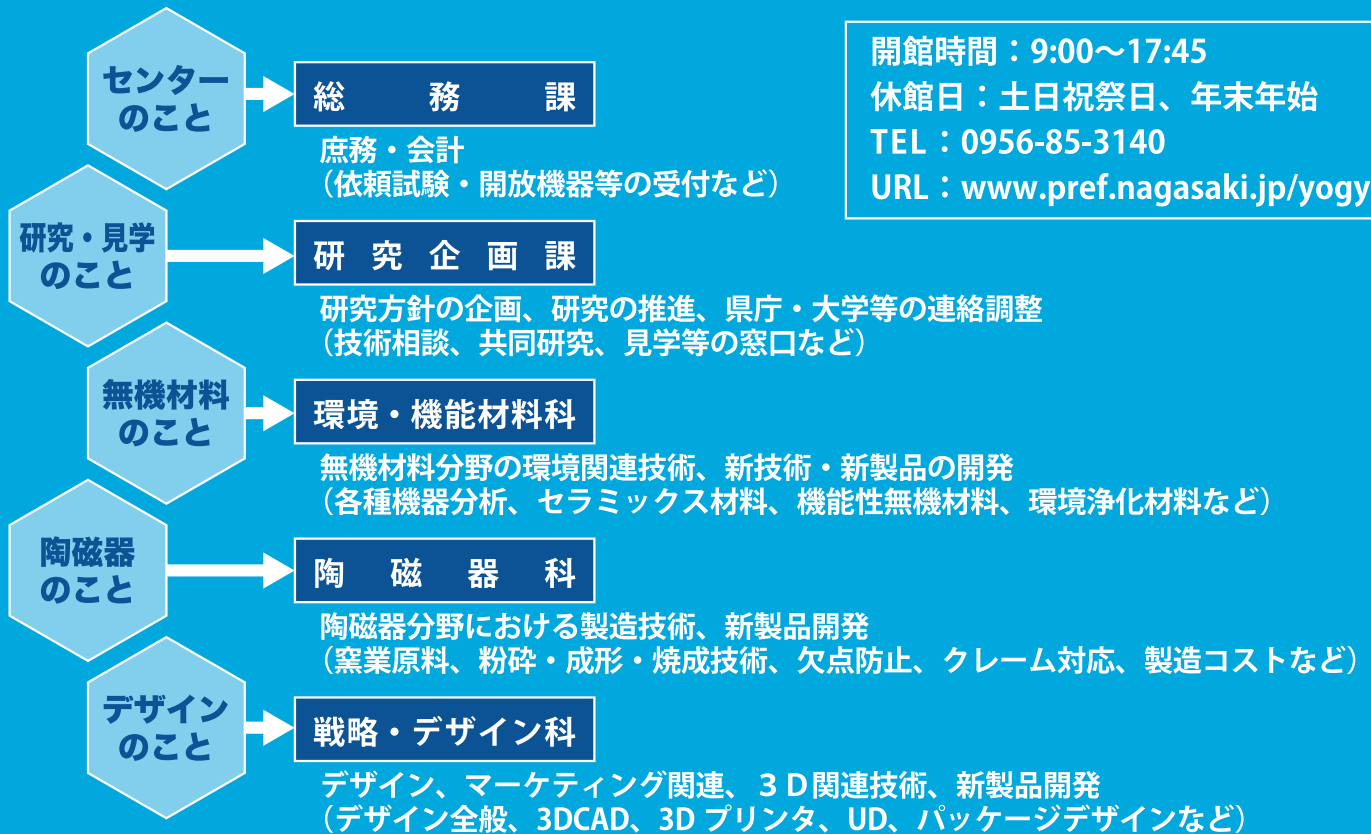 センター
のこと
総務課
庶務・会計
（依頼試験・開放機器等の受付など）
開館時間：9:00〜17:45
休館日：土日祝祭日、年末年始
TEL：0956-85-3140
URL：www.pref.nagasaki.jp/yogy
研究・見学
のこと
研究企画課
研究方針の企画、研究の推進、県庁・大学等の連絡調整
（技術相談、共同研究、見学等の窓口など）
無機材料
のこと
環境・機能材料科
無機材料分野の環境関連技術、新技術・新製品の開発
（各種機器分析、セラミックス材料、機能性無機材料、環境浄化材料など）
陶磁器
のこと
陶磁器科
陶磁器分野における製造技術、新製品開発
（窯業原料、粉砕・成形・焼成技術、欠点防止、クレーム対応、製造コストなど）
デザイン
のこと
戦略・デザイン科
デザイン、マーケティング関連、３Ｄ関連技術、新製品開発
（デザイン全般、3DCAD、3D プリンタ、UD、パッケージデザインなど）